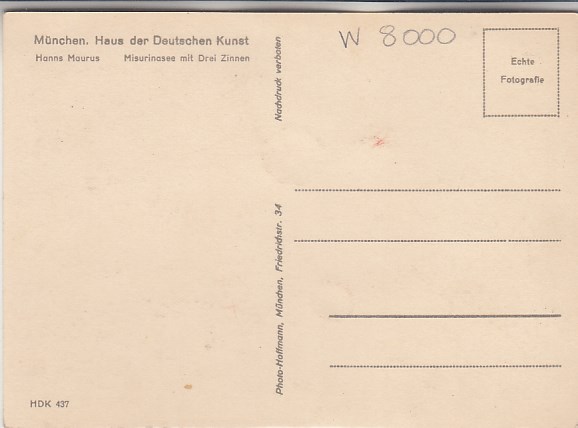 München. Haus der Deutschen Kunst
Hanns Maurus Misurinasee mit Drei Zinnen
HDK 437
Nachdruck verboten
Photo-Hoffmann, München, Friedrichstr. 34
W 8000
Echte
Fotografie